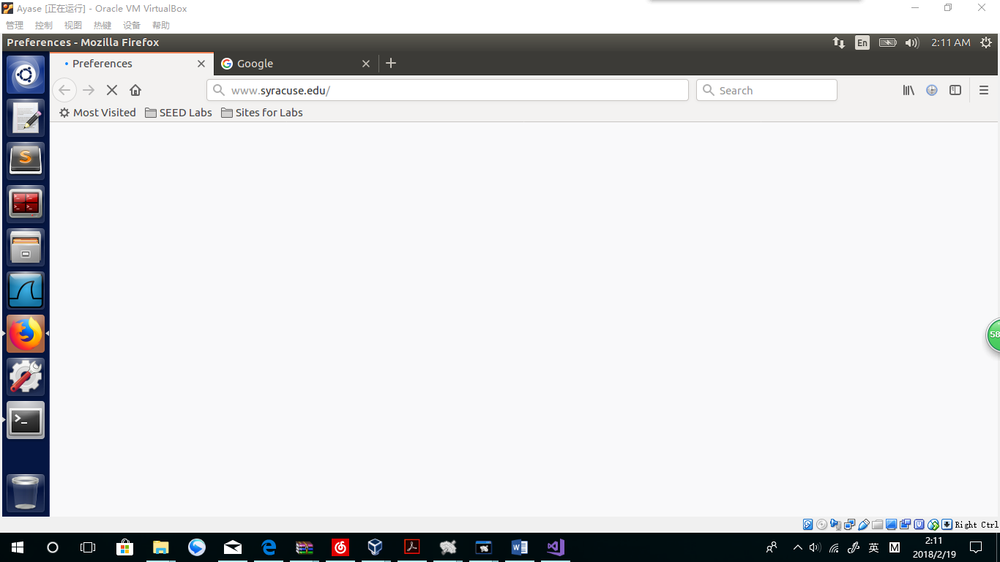 Ayase [正在运行] - Oracle VM VirtualBox
管理 控制 视图 热键 设备 帮助
Preferences - Mozilla Firefox En 2:11 AM
Preferences Google
www.syracuse.edu/ Search
Most Visited SEED Labs Sites for Labs
S
58
>_
Right Ctrl
英 M 2:11
2018/2/19